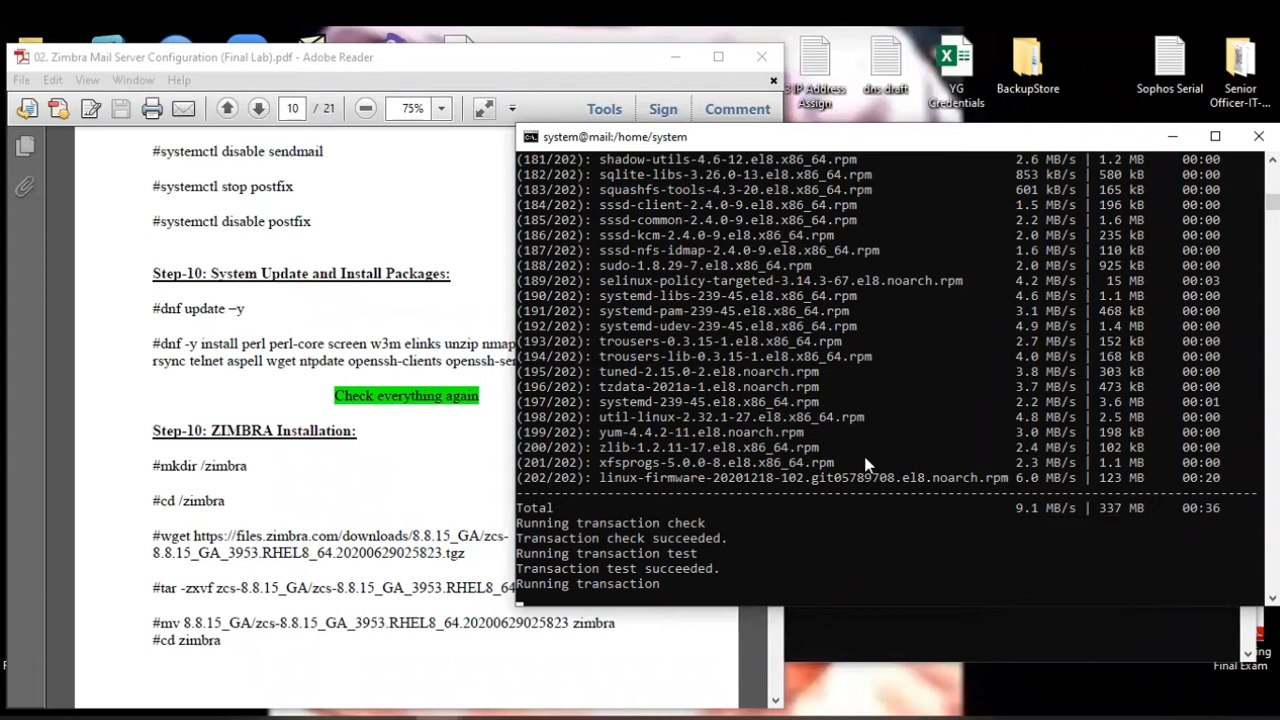 02. Zimbra Mail Server Configuration (Final Lab).pdf - Adobe Reader
File Edit View Window Help
10 / 21 75% Tools Sign Comment
#systemctl disable sendmail
#systemctl stop postfix
#systemctl disable postfix
Step-10: System Update and Install Packages:
#dnf update –y
#dnf -y install perl perl-core screen w3m elinks unzip nmap
rsync telnet aspell wget ntpdate openssh-clients openssh-ser
Check everything again
Step-10: ZIMBRA Installation:
#mkdir /zimbra
#cd /zimbra
#wget https://files.zimbra.com/downloads/8.8.15_GA/zcs-
8.8.15_GA_3953.RHEL8_64.20200629025823.tgz
#tar -zxvf zcs-8.8.15_GA/zcs-8.8.15_GA_3953.RHEL8_64.
#mv 8.8.15_GA/zcs-8.8.15_GA_3953.RHEL8_64.20200629025823 zimbra
#cd zimbra
IP Address
Assign
dns draft
YG
Credentials
BackupStore
Sophos Serial
Senior
Officer-IT-...
system@mail:/home/system
(181/202): shadow-utils-4.6-12.el8.x86_64.rpm 2.6 MB/s | 1.2 MB 00:00
(182/202): sqlite-libs-3.26.0-13.el8.x86_64.rpm 853 kB/s | 580 kB 00:00
(183/202): squashfs-tools-4.3-20.el8.x86_64.rpm 601 kB/s | 165 kB 00:00
(184/202): sssd-client-2.4.0-9.el8.x86_64.rpm 1.5 MB/s | 196 kB 00:00
(185/202): sssd-common-2.4.0-9.el8.x86_64.rpm 2.2 MB/s | 1.6 MB 00:00
(186/202): sssd-kcm-2.4.0-9.el8.x86_64.rpm 2.0 MB/s | 235 kB 00:00
(187/202): sssd-nfs-idmap-2.4.0-9.el8.x86_64.rpm 1.6 MB/s | 110 kB 00:00
(188/202): sudo-1.8.29-7.el8.x86_64.rpm 2.0 MB/s | 925 kB 00:00
(189/202): selinux-policy-targeted-3.14.3-67.el8.noarch.rpm 4.2 MB/s | 15 MB 00:03
(190/202): systemd-libs-239-45.el8.x86_64.rpm 4.6 MB/s | 1.1 MB 00:00
(191/202): systemd-pam-239-45.el8.x86_64.rpm 3.1 MB/s | 468 kB 00:00
(192/202): systemd-udev-239-45.el8.x86_64.rpm 4.9 MB/s | 1.4 MB 00:00
(193/202): trousers-0.3.15-1.el8.x86_64.rpm 2.7 MB/s | 152 kB 00:00
(194/202): trousers-lib-0.3.15-1.el8.x86_64.rpm 4.0 MB/s | 168 kB 00:00
(195/202): tuned-2.15.0-2.el8.noarch.rpm 3.8 MB/s | 303 kB 00:00
(196/202): tzdata-2021a-1.el8.noarch.rpm 3.7 MB/s | 473 kB 00:00
(197/202): systemd-239-45.el8.x86_64.rpm 2.2 MB/s | 3.6 MB 00:01
(198/202): util-linux-2.32.1-27.el8.x86_64.rpm 4.8 MB/s | 2.5 MB 00:00
(199/202): yum-4.4.2-11.el8.noarch.rpm 3.0 MB/s | 198 kB 00:00
(200/202): zlib-1.2.11-17.el8.x86_64.rpm 2.4 MB/s | 102 kB 00:00
(201/202): xfsprogs-5.0.0-8.el8.x86_64.rpm 2.3 MB/s | 1.1 MB 00:00
(202/202): linux-firmware-20201218-102.git05789708.el8.noarch.rpm 6.0 MB/s | 123 MB 00:20
--------------------------------------------------------------------------------
Total 9.1 MB/s | 337 MB 00:36
Running transaction check
Transaction check succeeded.
Running transaction test
Transaction test succeeded.
Running transaction
Final Exam